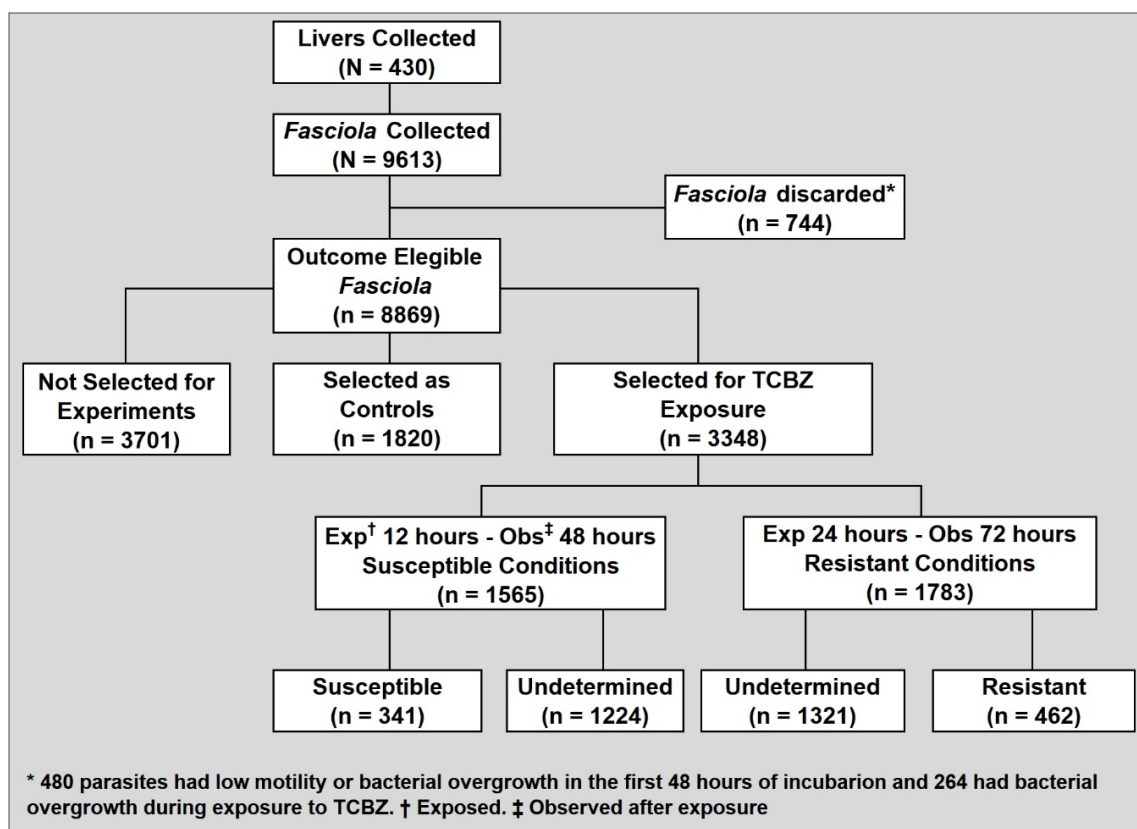 Livers Collected
(N = 430)
Fasciola Collected
(N = 9613)
Fasciola discarded*
(n = 744)
Outcome Elegible
Fasciola
(n = 8869)
Not Selected for
Experiments
(n = 3701)
Selected as
Controls
(n = 1820)
Selected for TCBZ
Exposure
(n = 3348)
Exp† 12 hours - Obs‡ 48 hours
Susceptible Conditions
(n = 1565)
Exp 24 hours - Obs 72 hours
Resistant Conditions
(n = 1783)
Susceptible
(n = 341)
Undetermined
(n = 1224)
Undetermined
(n = 1321)
Resistant
(n = 462)
* 480 parasites had low motility or bacterial overgrowth in the first 48 hours of incubarion and 264 had bacterial
overgrowth during exposure to TCBZ. † Exposed. ‡ Observed after exposure